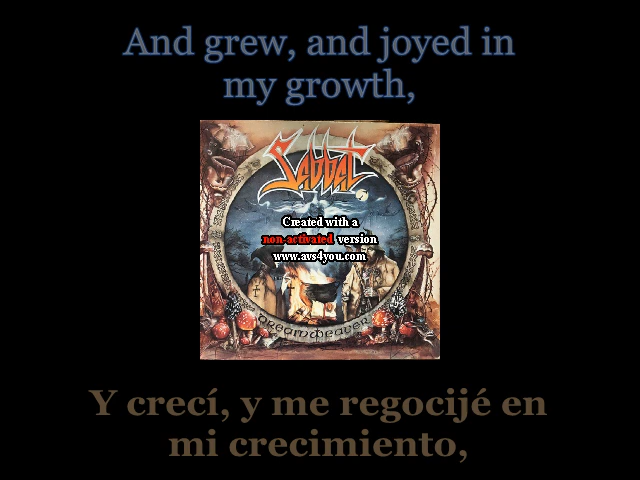 And grew, and joyed in
my growth,
Sabbat
Created with a
non-activated version
www.avs4you.com
DREAMWEAVER
Y crecí, y me regocijé en
mi crecimiento,